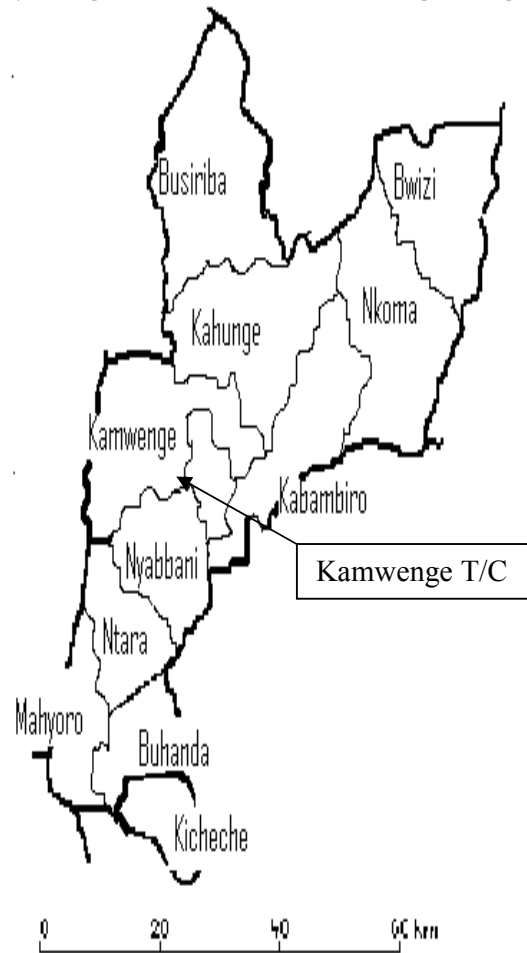 Busiriba
Bwizi
Kahunge
Nkoma
Kamwenge
Kabambiro
Nyabbani
Kamwenge T/C
Ntara
Mahyoro
Buhanda
Kicheche
0 20 40 60 km